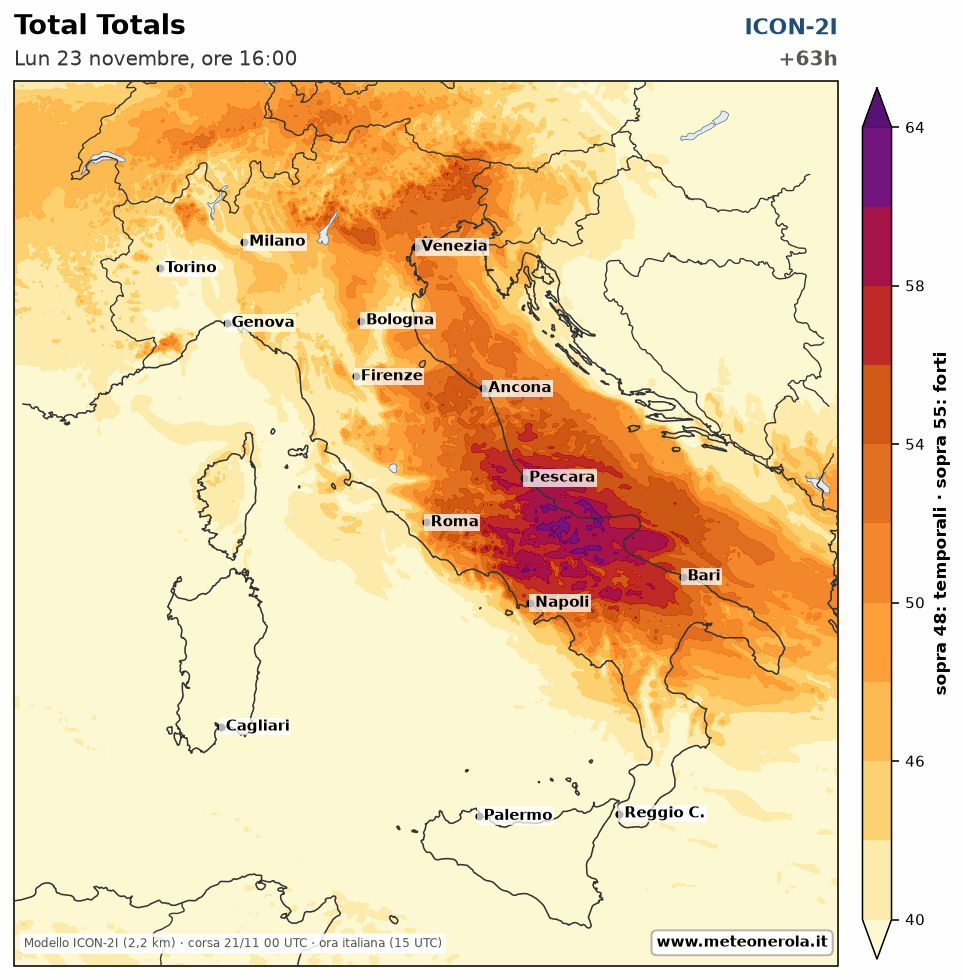 Total Totals
ICON-2I
Lun 23 novembre, ore 16:00
+63h
64
Milano
Venezia
Torino
58
Genova
Bologna
Firenze
Ancona
54
Pescara
Roma
Bari
Napoli
50
sopra 48: temporali · sopra 55: forti
Cagliari
46
Palermo
Reggio C.
40
Modello ICON-2I (2,2 km) · corsa 21/11 00 UTC · ora italiana (15 UTC)
www.meteonerola.it